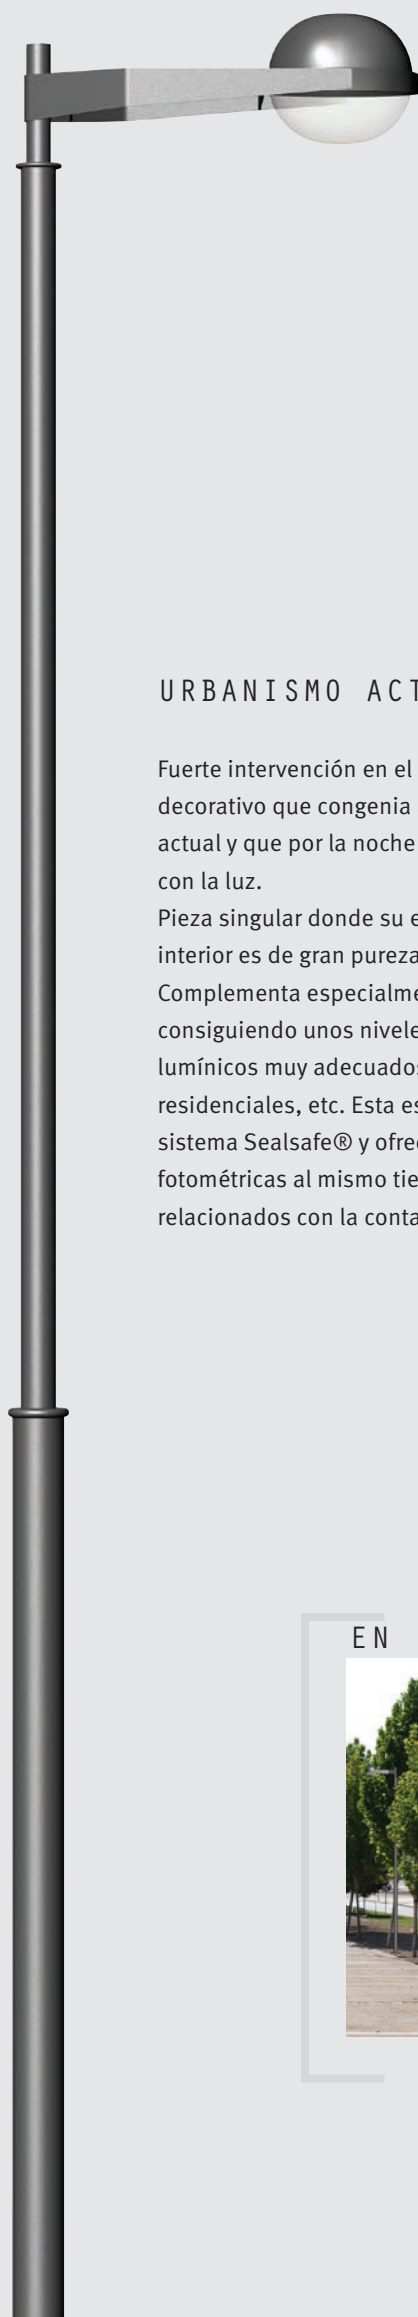 URBANISMO ACT
Fuerte intervención en el
decorativo que congenia
actual y que por la noche
con la luz.
Pieza singular donde su e
interior es de gran pureza
Complementa especialme
consiguiendo unos nivele
lumínicos muy adecuados
residenciales, etc. Esta es
sistema Sealsafe® y ofrec
fotométricas al mismo tie
relacionados con la conta
EN